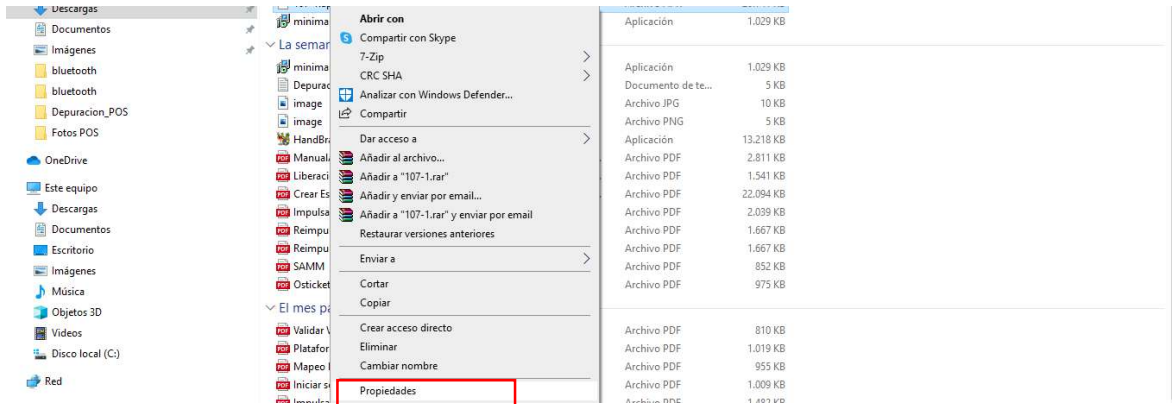 Descargas
Documentos
Imágenes
bluetooth
bluetooth
Depuracion_POS
Fotos POS
OneDrive
Este equipo
Descargas
Documentos
Escritorio
Imágenes
Música
Objetos 3D
Videos
Disco local (C:)
Red
minima
La semar
minima
Depurac
image
image
HandBra
Manual
Liberaci
Crear Es
Impulsa
Reimpu
Reimpu
SAMM
Osticket
El mes pa
Validar V
Platafor
Mapeo
Iniciar s
Impulsa
Abrir con
Compartir con Skype
7-Zip
CRC SHA
Analizar con Windows Defender...
Compartir
Dar acceso a
Añadir al archivo...
Añadir a "107-1.rar"
Añadir y enviar por email...
Añadir a "107-1.rar" y enviar por email
Restaurar versiones anteriores
Enviar a
Cortar
Copiar
Crear acceso directo
Eliminar
Cambiar nombre
Propiedades
Aplicación 1.029 KB
Aplicación 1.029 KB
Documento de te... 5 KB
Archivo JPG 10 KB
Archivo PNG 5 KB
Aplicación 13.218 KB
Archivo PDF 2.811 KB
Archivo PDF 1.541 KB
Archivo PDF 22.094 KB
Archivo PDF 2.039 KB
Archivo PDF 1.667 KB
Archivo PDF 1.667 KB
Archivo PDF 852 KB
Archivo PDF 975 KB
Archivo PDF 810 KB
Archivo PDF 1.019 KB
Archivo PDF 955 KB
Archivo PDF 1.009 KB
Archivo PDF 1.482 KB